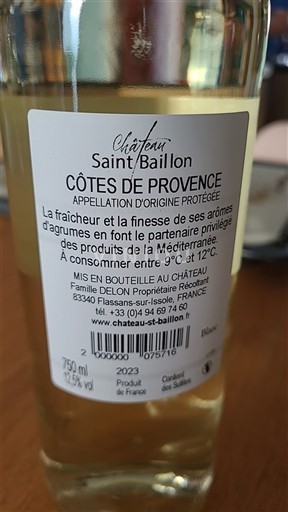 Château
Saint Baillon
CÔTES DE PROVENCE
APPELLATION D'ORIGINE PROTÉGÉE
La fraîcheur et la finesse de ses arômes
d'agrumes en font le partenaire privilégié
des produits de la Méditerranée.
À consommer entre 9°C et 12°C.
MIS EN BOUTEILLE AU CHÂTEAU
Famille DELON Propriétaire Récoltant
83340 Flassans-sur-Issole, FRANCE
tél. +33 (0)4 94 69 74 60
www.chateau-st-baillon.fr
Blanc
2 000000 075716
750 ml
12.5% vol
2023
Produit
de France
Contient
des Sulfites